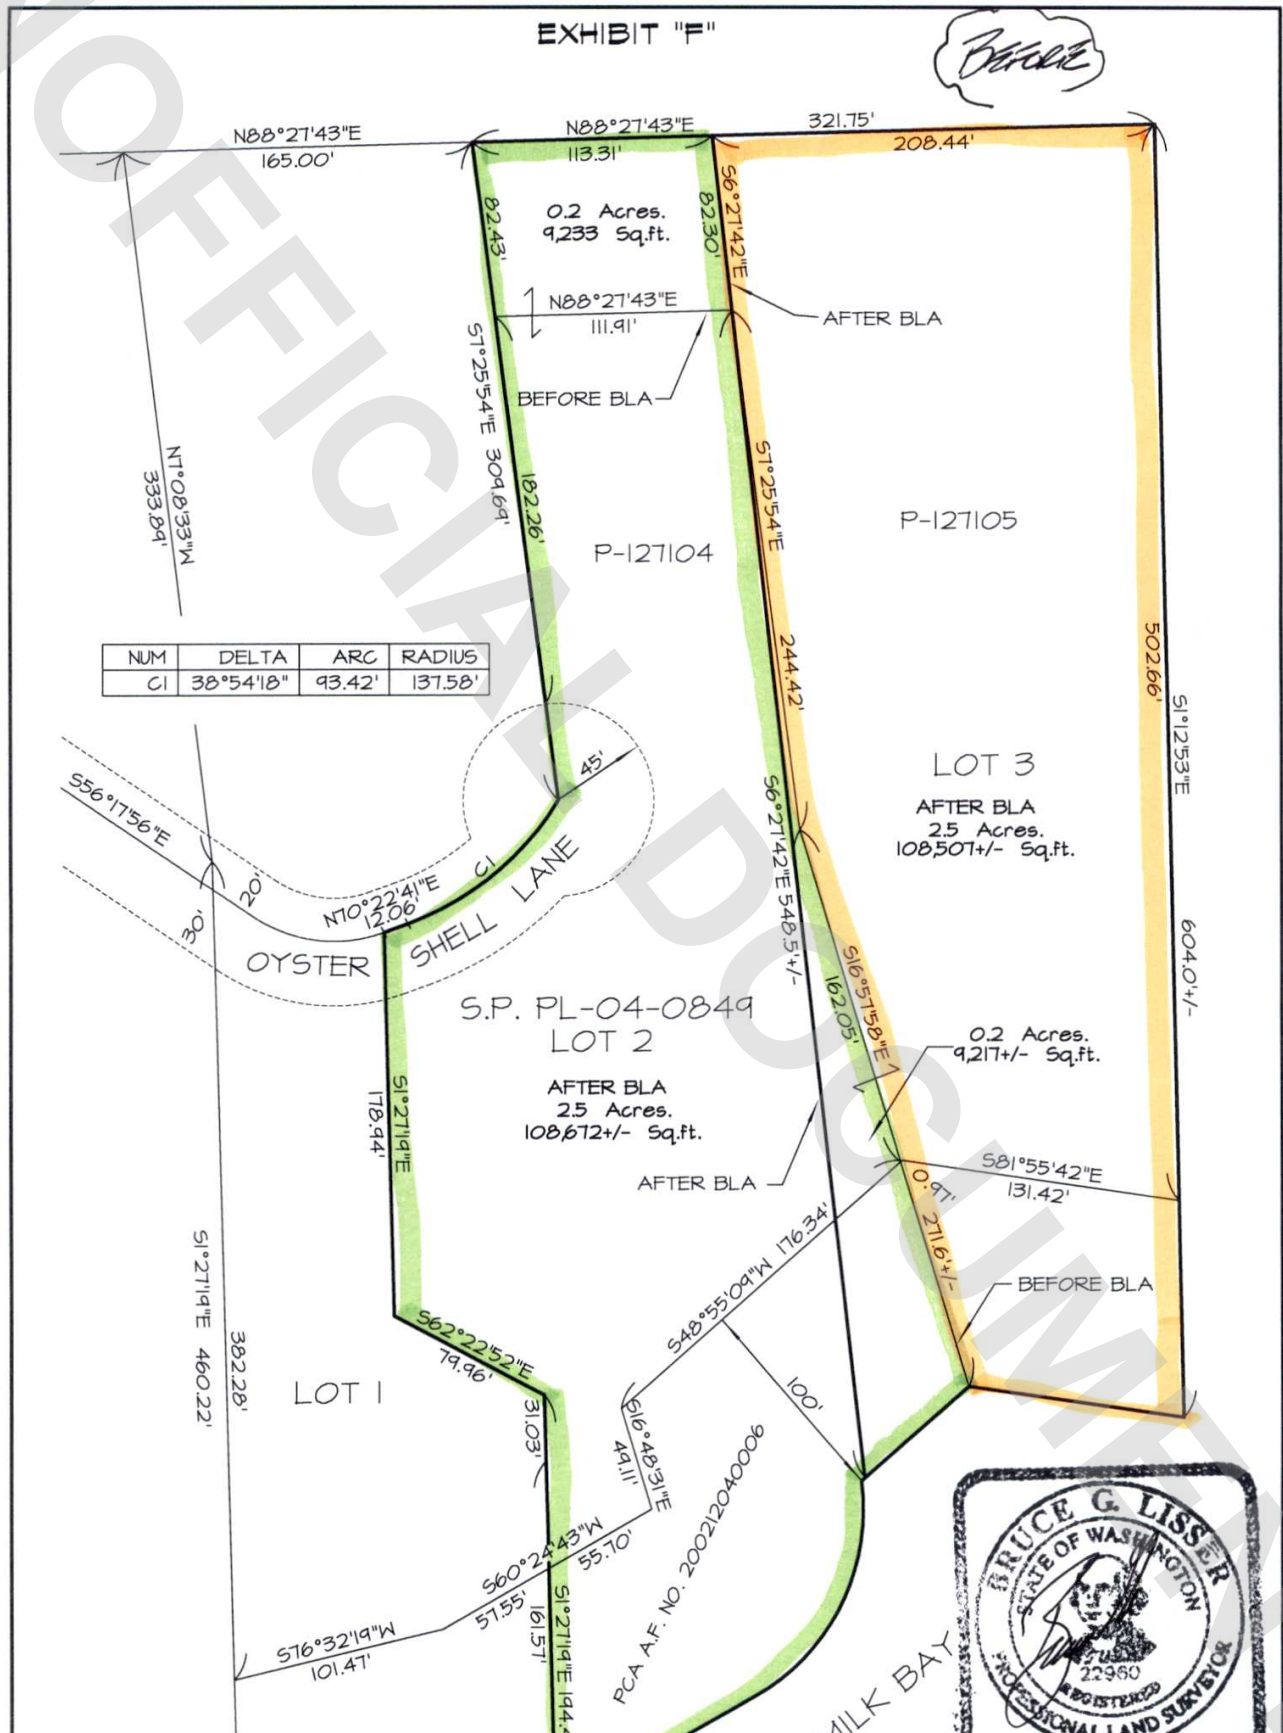 EXHIBIT "F"
BEFORE
N88°27'43"E
165.00'
N88°27'43"E
113.31'
321.75'
208.44'
82.43'
0.2 Acres.
9,233 Sq.ft.
82.30'
S6°27'42"E
N88°27'43"E
111.91'
AFTER BLA
BEFORE BLA
S7°25'54"E 309.69'
182.26'
N7°08'33"W
333.89'
P-127104
S7°25'54"E
244.42'
P-127105
502.66'
S1°12'53"E
604.0'+/-
NUM DELTA ARC RADIUS
C1 38°54'18" 93.42' 137.58'
45'
S56°17'56"E
20'
30'
N70°22'41"E
12.06'
C1
OYSTER SHELL LANE
S6°27'42"E 548.5'+/-
LOT 3
AFTER BLA
2.5 Acres.
108,507+/- Sq.ft.
S16°57'58"E
162.05'
S.P. PL-04-0849
LOT 2
AFTER BLA
2.5 Acres.
108,672+/- Sq.ft.
0.2 Acres.
9,217+/- Sq.ft.
S1°27'19"E
178.94'
AFTER BLA
S81°55'42"E
131.42'
0.97'
271.6'+/-
S48°55'09"W 176.34'
BEFORE BLA
S62°22'52"E
79.96'
S1°27'19"E 460.22'
382.28'
LOT 1
31.03'
100'
S16°48'31"E
49.11'
S60°24'43"W
55.70'
57.55'
S76°32'19"W
101.47'
S1°27'19"E 194.4
161.57'
PCA A.F. NO. 200212040006
MILK BAY
BRUCE G. LISSER
STATE OF WASHINGTON
22960
REGISTERED
PROFESSIONAL LAND SURVEYOR
UNOFFICIAL DOCUMENT